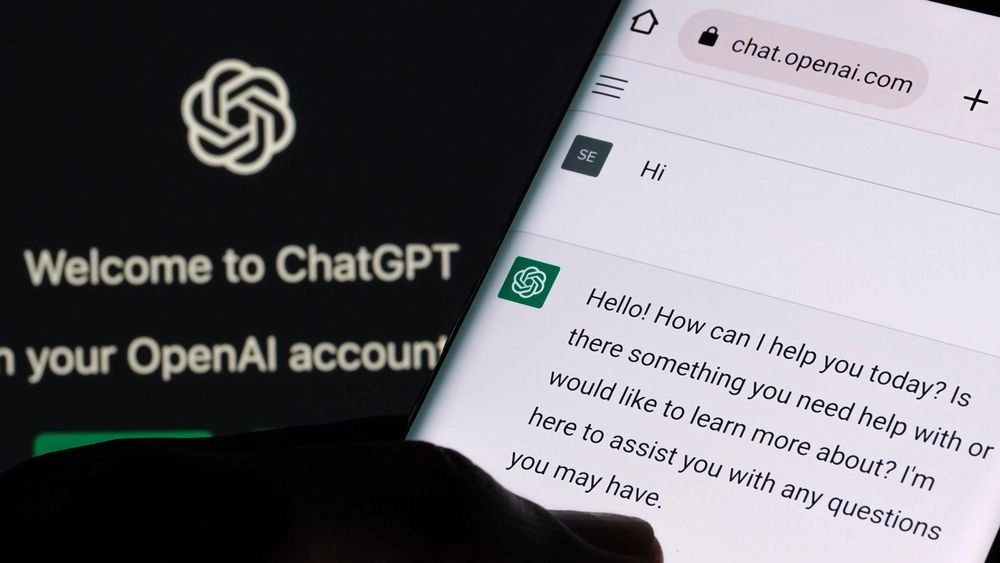 Welcome to ChatGPT
your OpenAI account
chat.openai.com
SE
Hi
Hello! How can I help you today? Is
there something you need help with or
would like to learn more about? I'm
here to assist you with any questions
you may have.